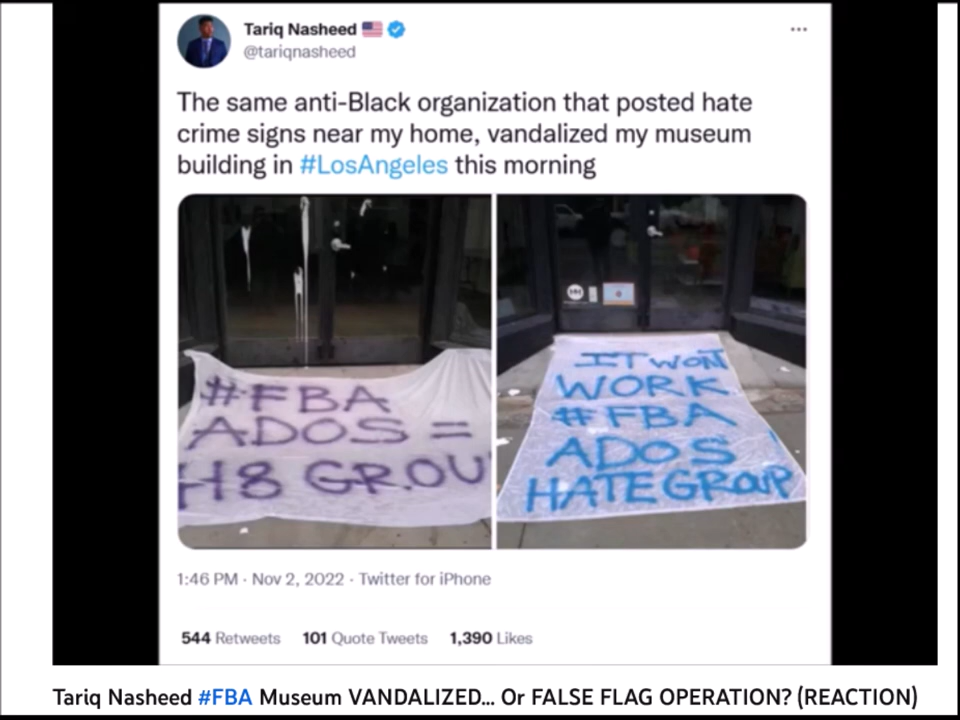 Tariq Nasheed
@tariqnasheed
The same anti-Black organization that posted hate
crime signs near my home, vandalized my museum
building in #LosAngeles this morning
#FBA
ADOS =
H8 GROU
IT WON'T
WORK
#FBA
ADOS
HATE GROUP
1:46 PM · Nov 2, 2022 · Twitter for iPhone
544 Retweets 101 Quote Tweets 1,390 Likes
Tariq Nasheed #FBA Museum VANDALIZED... Or FALSE FLAG OPERATION? (REACTION)